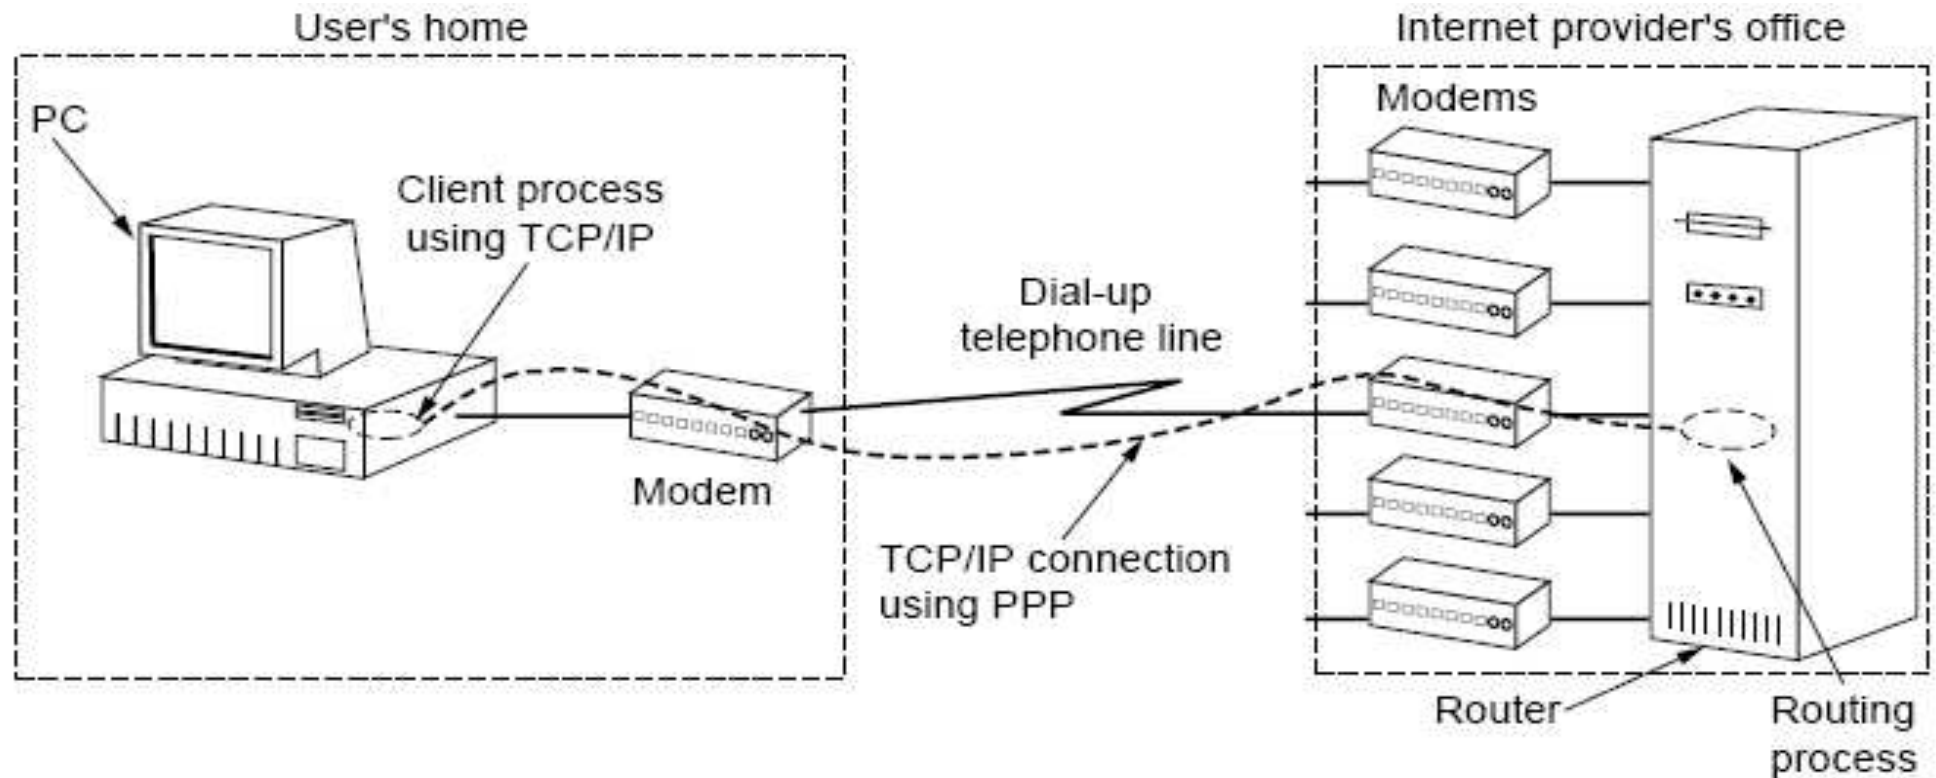 User's home
Internet provider's office
PC
Modems
Client process
using TCP/IP
Dial-up
telephone line
Modem
TCP/IP connection
using PPP
Router
Routing
process